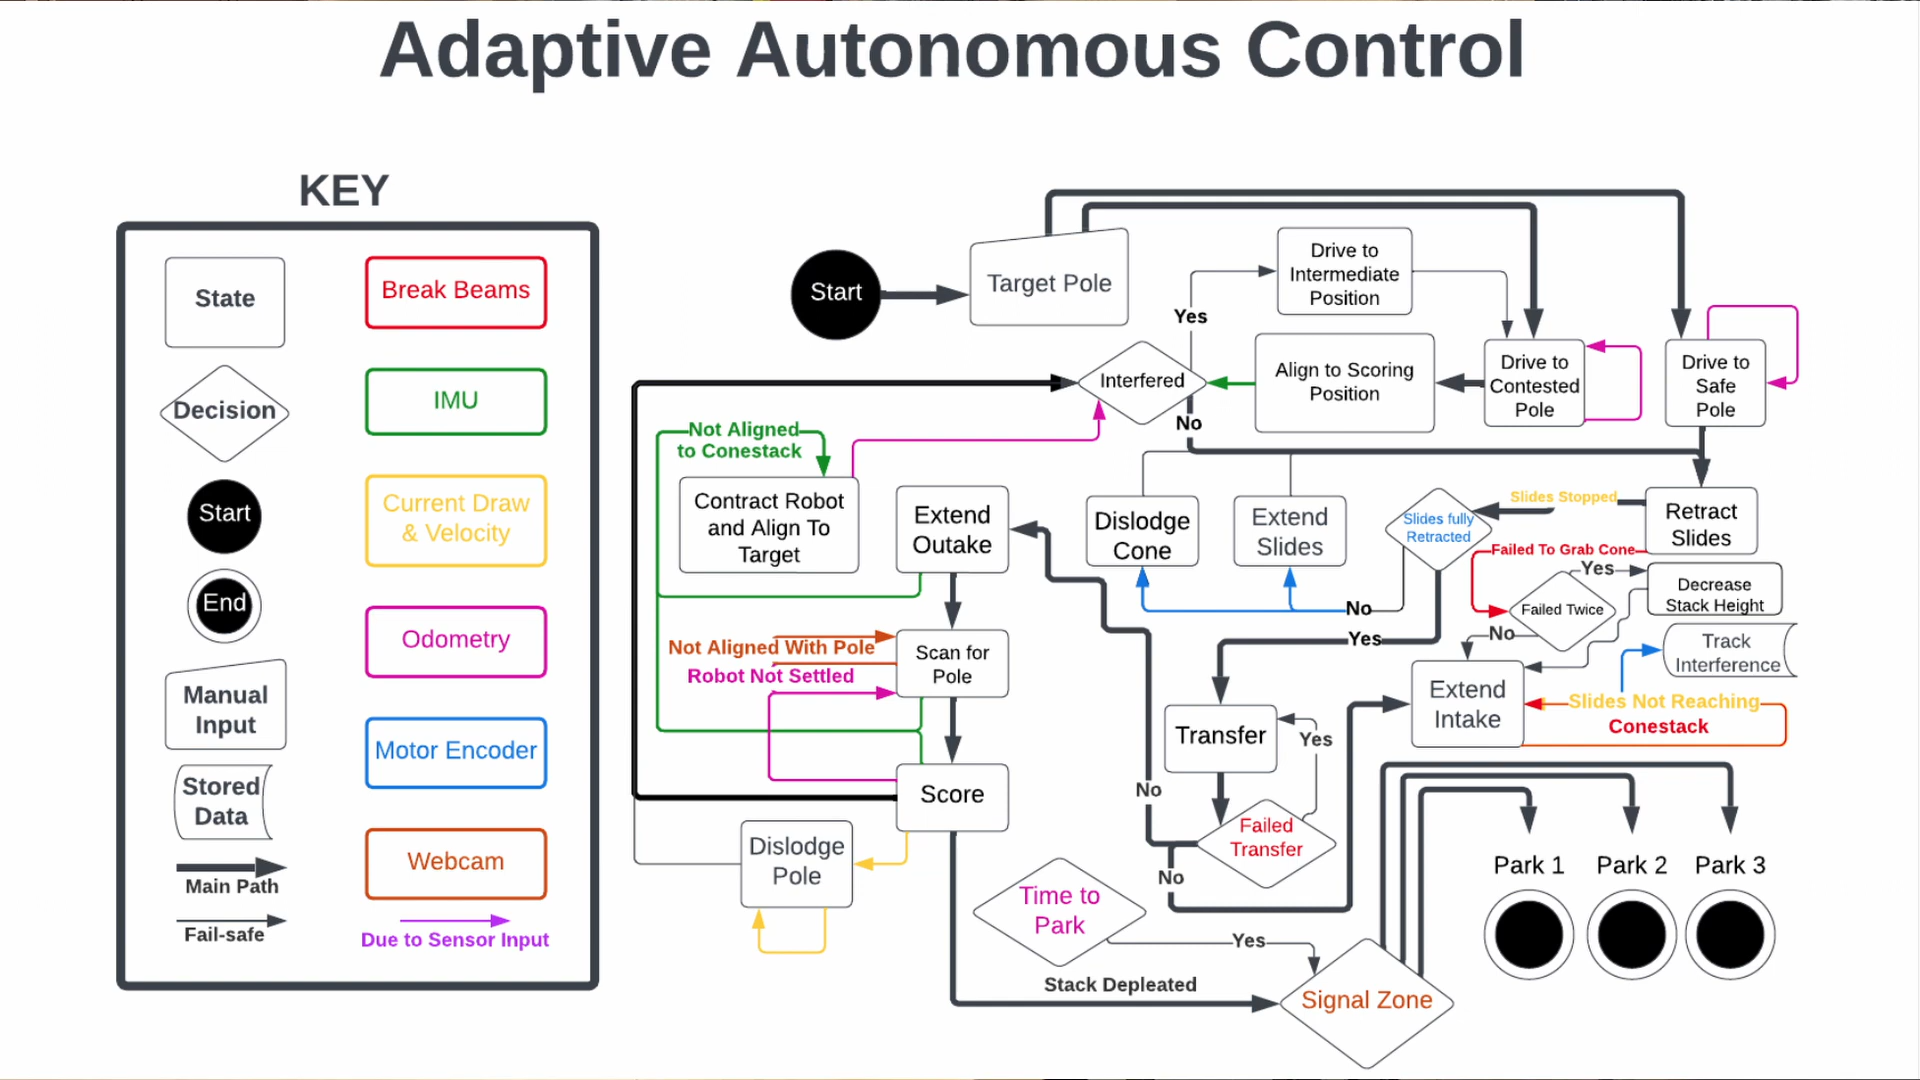 Adaptive Autonomous Control
KEY
State
Decision
Start
End
Manual
Input
Stored
Data
Main Path
Fail-safe
Break Beams
IMU
Current Draw
& Velocity
Odometry
Motor Encoder
Webcam
Due to Sensor Input
Start
Target Pole
Drive to
Intermediate
Position
Yes
Interfered
No
Align to Scoring
Position
Drive to
Contested
Pole
Drive to
Safe
Pole
Not Aligned
to Conestack
Contract Robot
and Align To
Target
Extend
Outake
Dislodge
Cone
Extend
Slides
Slides fully
Retracted
Slides Stopped
Retract
Slides
Failed To Grab Cone
Yes
Failed Twice
Decrease
Stack Height
No
No
Yes
Track
Interference
Not Aligned With Pole
Robot Not Settled
Scan for
Pole
Extend
Intake
Slides Not Reaching
Conestack
Transfer
Yes
No
Score
Failed
Transfer
No
Dislodge
Pole
Time to
Park
Yes
Stack Depleated
Signal Zone
Park 1
Park 2
Park 3